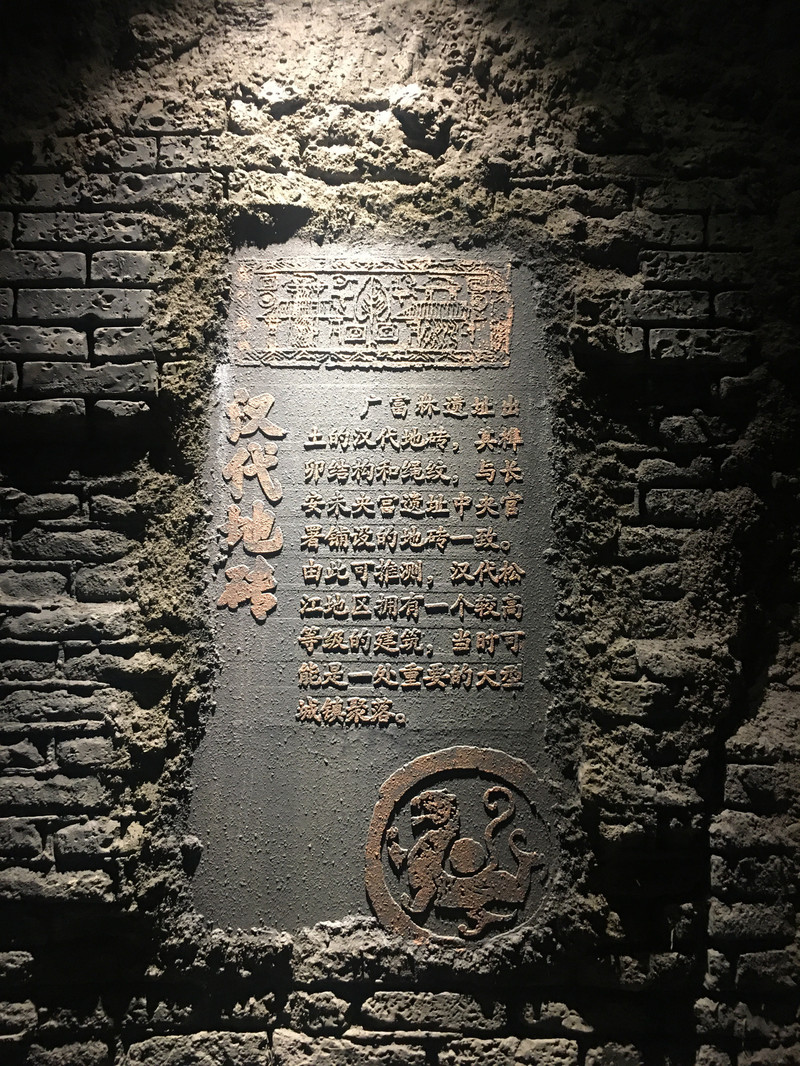 汉代地砖
广富林遗址出
土的汉代地砖，其榫
卯结构和绳纹，与长
安未央宫遗址中央官
署铺设的地砖一致。
由此可推测，汉代松
江地区拥有一个较高
等级的建筑，当时可
能是一处重要的大型
城镇聚落。